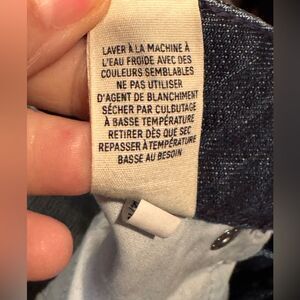 LAVER À LA MACHINE À
L'EAU FROIDE AVEC DES
COULEURS SEMBLABLES
NE PAS UTILISER
D'AGENT DE BLANCHIMENT
SÉCHER PAR CULBUTAGE
À BASSE TEMPÉRATURE
RETIRER DÈS QUE SEC
REPASSER À TEMPÉRATURE
BASSE AU BESOIN